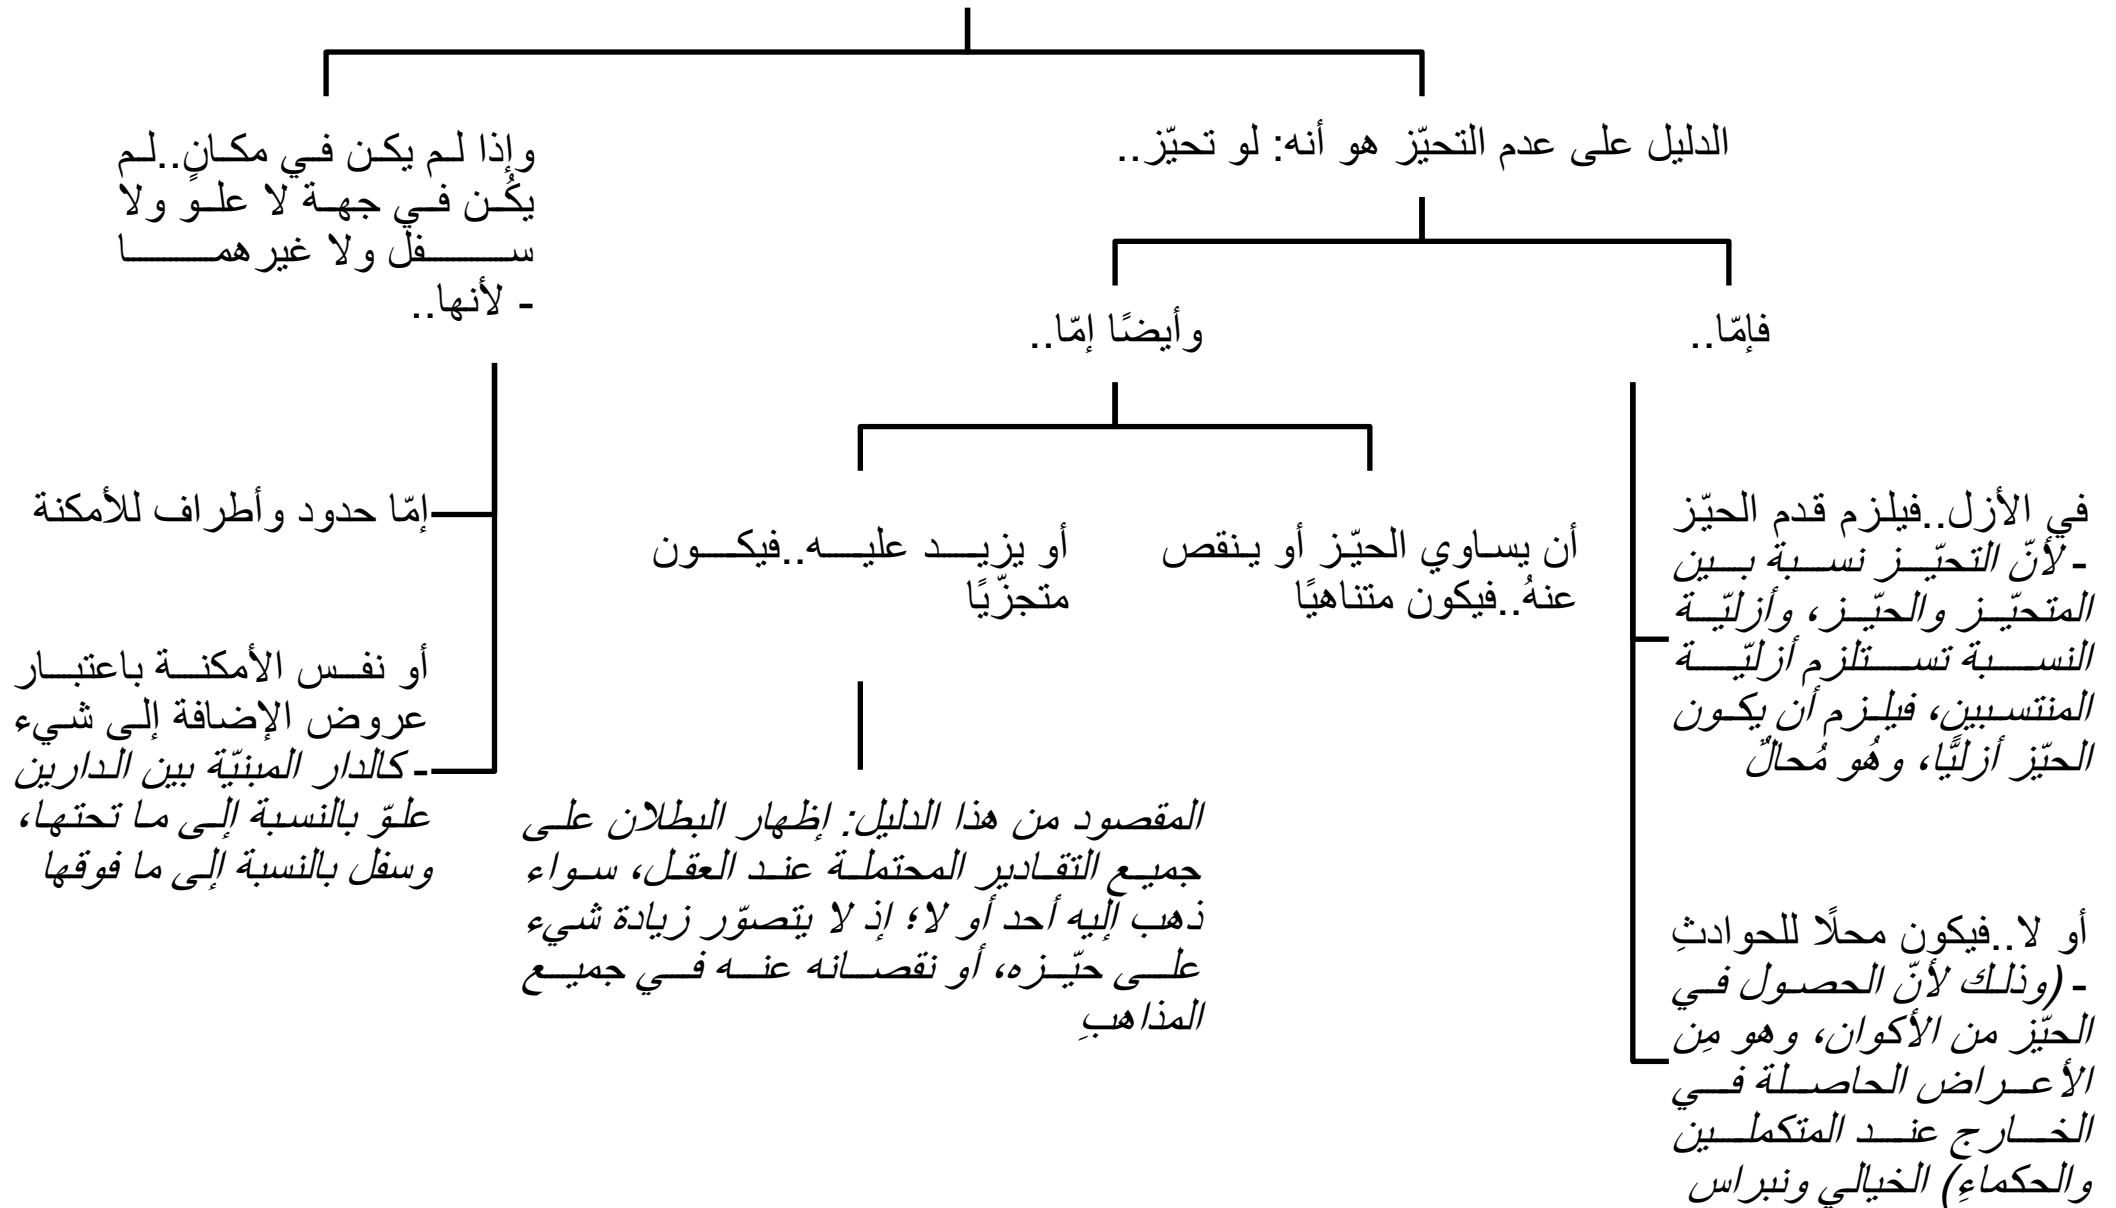 الدليل على عدم التحيّز هو أنه: لو تحيّز..
فإمّا..
في الأزل..فيلزم قدم الحيّز
- لأنّ التحيّز نسبة بين
المتحيّز والحيّز، وأزليّة
النسبة تستلزم أزليّة
المنتسبين، فيلزم أن يكون
الحيّز أزليًّا، وهُو مُحالٌ
أو لا..فيكون محلًا للحوادثِ
- (وذلك لأنّ الحصول في
الحيّز من الأكوان، وهو مِن
الأعراض الحاصلة في
الخارج عند المتكملين
والحكماءِ) الخيالي ونبراس
وأيضًا إمّا..
أن يساوي الحيّز أو ينقص
عنهُ..فيكون متناهيًا
أو يزيد عليه..فيكون
متجزّيًا
المقصود من هذا الدليل: إظهار البطلان على
جميع التقادير المحتملة عند العقل، سواء
ذهب إليه أحد أو لا؛ إذ لا يتصوّر زيادة شيء
على حيّزه، أو نقصانه عنه في جميع
المذاهبِ
وإذا لم يكن في مكانٍ..لم
يكُن في جهة لا علوّ ولا
سفل ولا غيرهما
- لأنها..
إمّا حدود وأطراف للأمكنة
أو نفس الأمكنة باعتبار
عروض الإضافة إلى شيء
- كالدار المبنيّة بين الدارين
علوّ بالنسبة إلى ما تحتها،
وسفل بالنسبة إلى ما فوقها